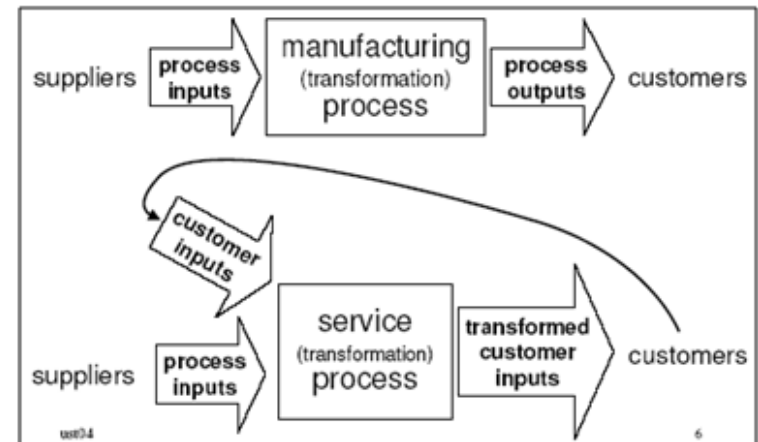 suppliers
process
inputs
manufacturing
(transformation)
process
process
outputs
customers
customer
inputs
suppliers
process
inputs
service
(transformation)
process
transformed
customer
inputs
customers
ust04
6